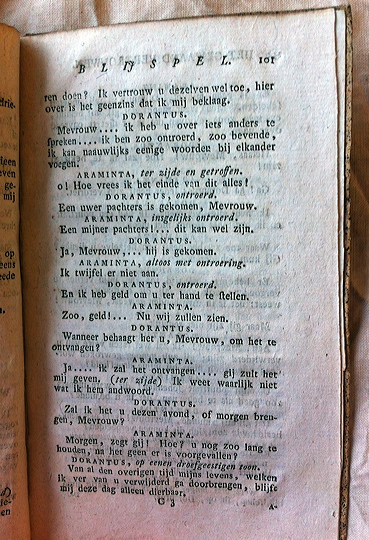 BLIJSPEL. 101
ren doen? Ik vertrouw u dezelven wel toe, hier
over is het geenzins dat ik mij beklaag.
DORANTUS.
Mevrouw.... ik heb u over iets anders te
spreken.... ik ben zoo ontroerd, zoo bevende,
ik kan naauwlijks eenige woorden bij elkander
voegen.
ARAMINTA, ter zijde en getroffen.
o! Hoe vrees ik het einde van dit alles!
DORANTUS, ontroerd.
Een uwer pachters is gekomen, Mevrouw.
ARAMINTA, insgelijks ontroerd.
Een mijner pachters!... dit kan wel zijn.
DORANTUS.
Ja, Mevrouw,... hij is gekomen.
ARAMINTA, altoos met ontroering.
Ik twijfel er niet aan.
DORANTUS, ontroerd.
En ik heb geld om u ter hand te stellen.
ARAMINTA.
Zoo, geld!... Nu wij zullen zien.
DORANTUS.
Wanneer behaagt het u, Mevrouw, om het te
ontvangen?
ARAMINTA.
Ja.... ik zal het ontvangen.... gij zult het
mij geven. (ter zijde) Ik weet waarlijk niet
wat ik hem andwoord.
DORANTUS.
Zal ik het u dezen avond, of morgen bren-
gen, Mevrouw?
ARAMINTA.
Morgen, zegt gij! Hoe? u nog zoo lang te
houden, na het geen er is voorgevallen?
DORANTUS, op eenen droefgeestigen toon.
Van al den overigen tijd mijns levens, welken
ik ver van u verwijderd ga doorbrengen, blijft
mij deze dag alleen dierbaar.
G 3 A-